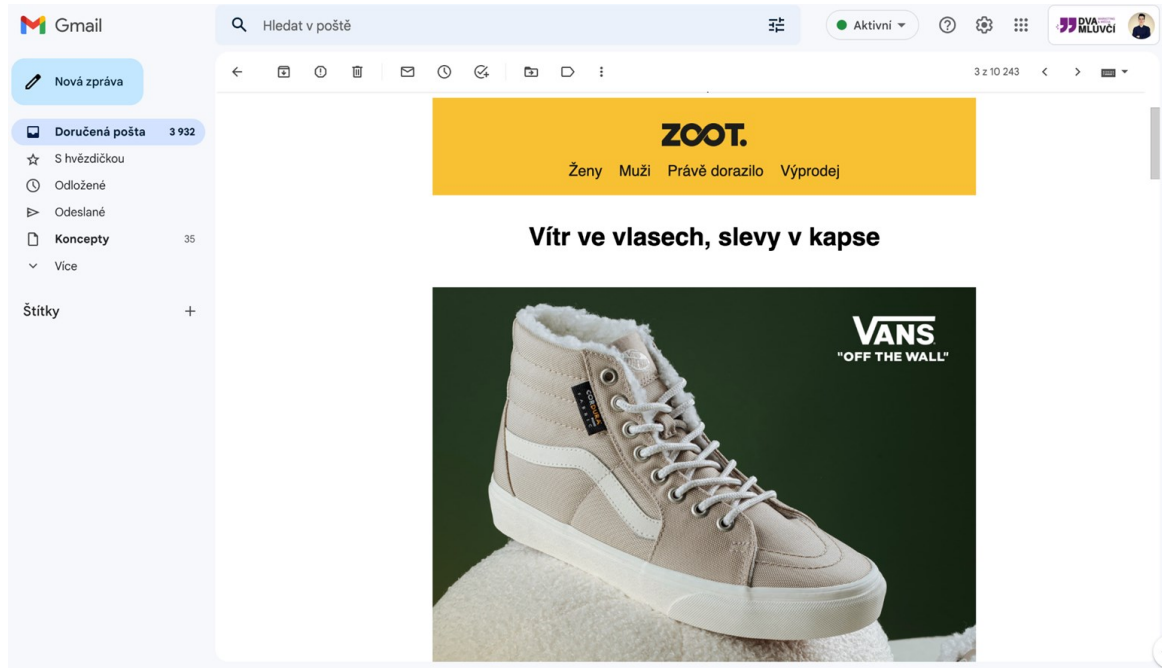 Gmail
Hledat v poště
Aktivní
DVA
MLUVČÍ
Nová zpráva
3 z 10 243
Doručená pošta 3 932
S hvězdičkou
Odložené
Odeslané
Koncepty 35
Více
Štítky
ZOOT.
Ženy Muži Právě dorazilo Výprodej
Vítr ve vlasech, slevy v kapse
VANS
"OFF THE WALL"
CORDURA